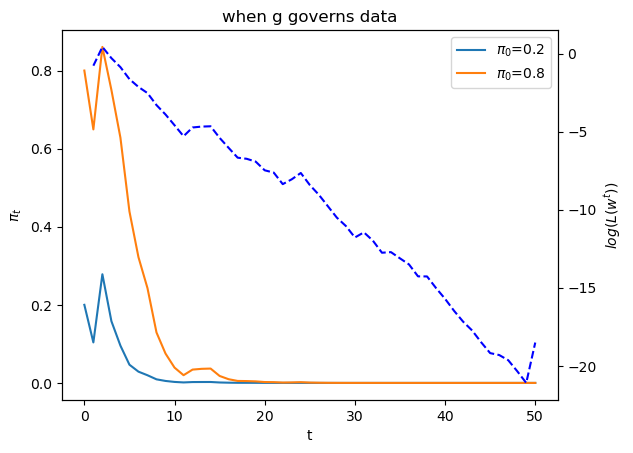 when g governs data
π₀=0.2
π₀=0.8
0.8
0.6
0.4
0.2
0.0
πₜ
0
−5
−10
−15
−20
log(L(wᵗ))
0 10 20 30 40 50
t